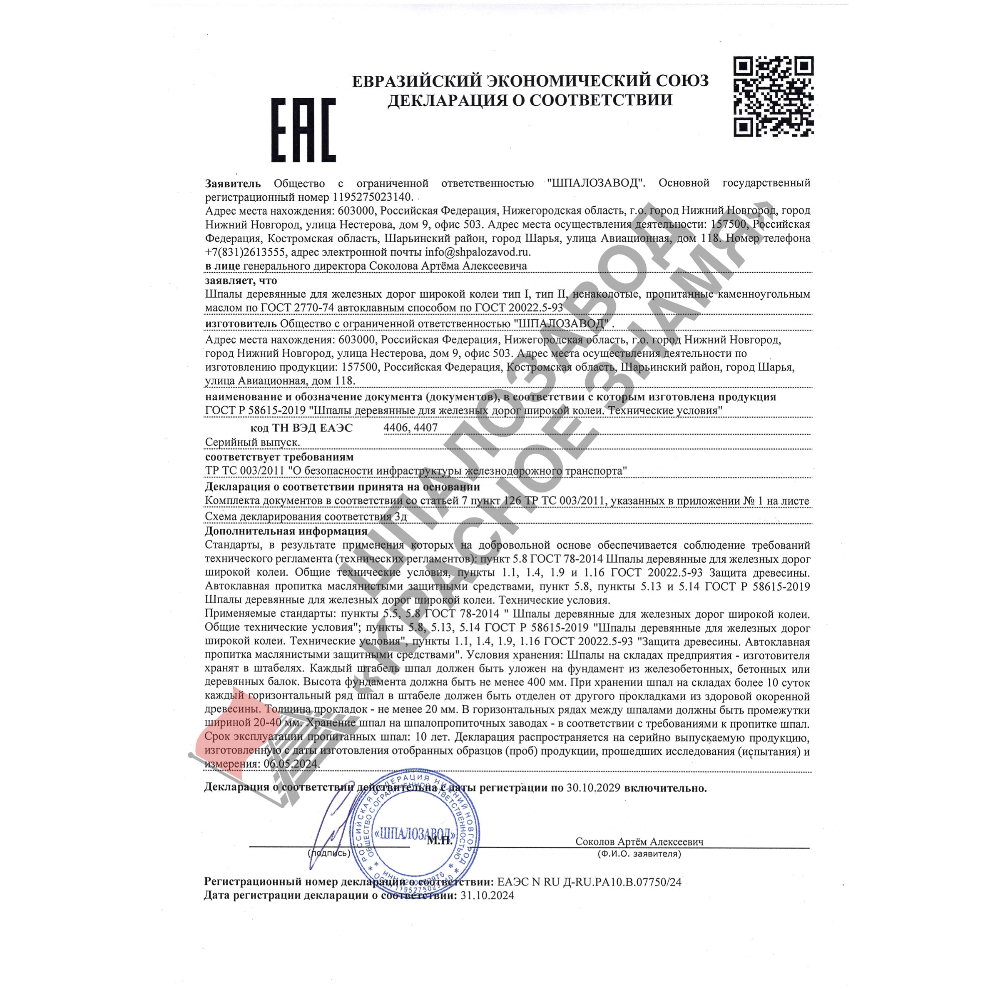 ЕВРАЗИЙСКИЙ ЭКОНОМИЧЕСКИЙ СОЮЗ
ДЕКЛАРАЦИЯ О СООТВЕТСТВИИ
ЕАС
Заявитель Общество с ограниченной ответственностью "ШПАЛОЗАВОД". Основной государственный
регистрационный номер 1195275023140.
Адрес места нахождения: 603000, Российская Федерация, Нижегородская область, г.о. город Нижний Новгород, город
Нижний Новгород, улица Нестерова, дом 9, офис 503. Адрес места осуществления деятельности: 157500, Российская
Федерация, Костромская область, Шарьинский район, город Шарья, улица Авиационная, дом 118. Номер телефона
+7(831)2613555, адрес электронной почты info@shpalozavod.ru.
в лице генерального директора Соколова Артёма Алексеевича
заявляет, что
Шпалы деревянные для железных дорог широкой колеи тип I, тип II, ненаколотые, пропитанные каменноугольным
маслом по ГОСТ 2770-74 автоклавным способом по ГОСТ 20022.5-93
изготовитель Общество с ограниченной ответственностью "ШПАЛОЗАВОД" .
Адрес места нахождения: 603000, Российская Федерация, Нижегородская область, г.о. город Нижний Новгород,
город Нижний Новгород, улица Нестерова, дом 9, офис 503. Адрес места осуществления деятельности по
изготовлению продукции: 157500, Российская Федерация, Костромская область, Шарьинский район, город Шарья,
улица Авиационная, дом 118.
наименование и обозначение документа (документов), в соответствии с которым изготовлена продукция
ГОСТ Р 58615-2019 "Шпалы деревянные для железных дорог широкой колеи. Технические условия"
код ТН ВЭД ЕАЭС 4406, 4407
Серийный выпуск.
соответствует требованиям
ТР ТС 003/2011 "О безопасности инфраструктуры железнодорожного транспорта"
Декларация о соответствии принята на основании
Комплекта документов в соответствии со статьей 7 пункт 126 ТР ТС 003/2011, указанных в приложении № 1 на листе
Схема декларирования соответствия 3д
Дополнительная информация
Стандарты, в результате применения которых на добровольной основе обеспечивается соблюдение требований
технического регламента (технических регламентов): пункт 5.8 ГОСТ 78-2014 Шпалы деревянные для железных дорог
широкой колеи. Общие технические условия, пункты 1.1, 1.4, 1.9 и 1.16 ГОСТ 20022.5-93 Защита древесины.
Автоклавная пропитка маслянистыми защитными средствами, пункт 5.8, пункты 5.13 и 5.14 ГОСТ Р 58615-2019
Шпалы деревянные для железных дорог широкой колеи. Технические условия.
Применяемые стандарты: пункты 5.5, 5.8 ГОСТ 78-2014 " Шпалы деревянные для железных дорог широкой колеи.
Общие технические условия"; пункты 5.8, 5.13, 5.14 ГОСТ Р 58615-2019 "Шпалы деревянные для железных дорог
широкой колеи. Технические условия", пункты 1.1, 1.4, 1.9, 1.16 ГОСТ 20022.5-93 "Защита древесины. Автоклавная
пропитка маслянистыми защитными средствами". Условия хранения: Шпалы на складах предприятия - изготовителя
хранят в штабелях. Каждый штабель шпал должен быть уложен на фундамент из железобетонных, бетонных или
деревянных балок. Высота фундамента должна быть не менее 400 мм. При хранении шпал на складах более 10 суток
каждый горизонтальный ряд шпал в штабеле должен быть отделен от другого прокладками из здоровой окоренной
древесины. Толщина прокладок - не менее 20 мм. В горизонтальных рядах между шпалами должны быть промежутки
шириной 20-40 мм. Хранение шпал на шпалопропиточных заводах - в соответствии с требованиями к пропитке шпал.
Срок эксплуатации пропитанных шпал: 10 лет. Декларация распространяется на серийно выпускаемую продукцию,
изготовленную с даты изготовления отобранных образцов (проб) продукции, прошедших исследования (испытания) и
измерения: 06.05.2024.
Декларация о соответствии действительна с даты регистрации по 30.10.2029 включительно.
"ШПАЛОЗАВОД"
М.П.
Соколов Артём Алексеевич
(подпись)
(Ф.И.О. заявителя)
Регистрационный номер декларации о соответствии: ЕАЭС N RU Д-RU.РА10.В.07750/24
Дата регистрации декларации о соответствии: 31.10.2024
ШПАЛОЗАВОД
«КРАСНОЕ ЗНАМЯ»